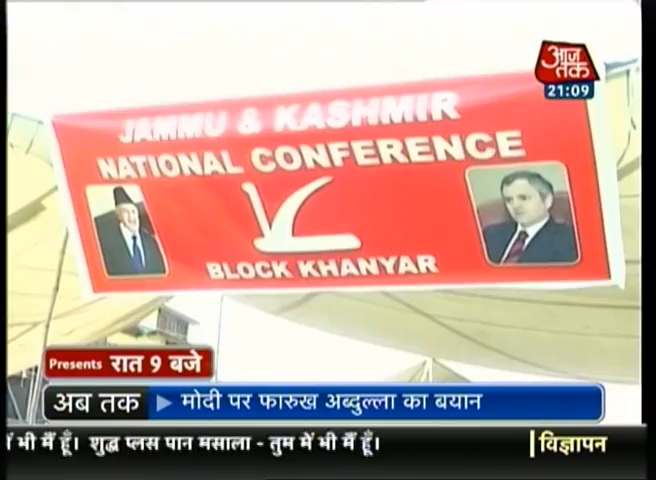 आज
तक
21:09
JAMMU & KASHMIR
NATIONAL CONFERENCE
BLOCK KHANYAR
Presents रात 9 बजे
अब तक
मोदी पर फारुख अब्दुल्ला का बयान
में भी मैं हूँ। शुद्ध प्लस पान मसाला - तुम में भी मैं हूँ।
विज्ञापन